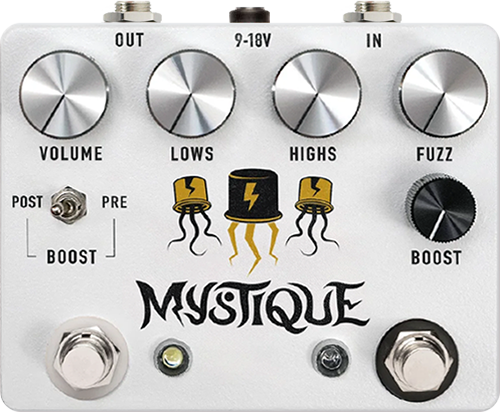 OUT 9-18V IN
VOLUME LOWS HIGHS FUZZ
POST PRE
BOOST BOOST
MYSTIQUE